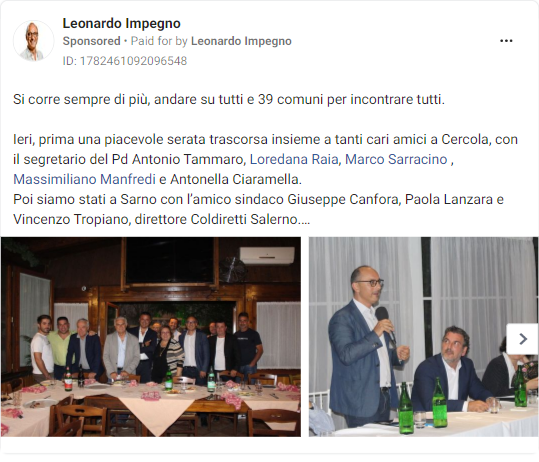 Leonardo Impegno
Sponsored • Paid for by Leonardo Impegno
ID: 1782461092096548
Si corre sempre di più, andare su tutti e 39 comuni per incontrare tutti.
Ieri, prima una piacevole serata trascorsa insieme a tanti cari amici a Cercola, con
il segretario del Pd Antonio Tammaro, Loredana Raia, Marco Sarracino ,
Massimiliano Manfredi e Antonella Ciaramella.
Poi siamo stati a Sarno con l’amico sindaco Giuseppe Canfora, Paola Lanzara e
Vincenzo Tropiano, direttore Coldiretti Salerno....